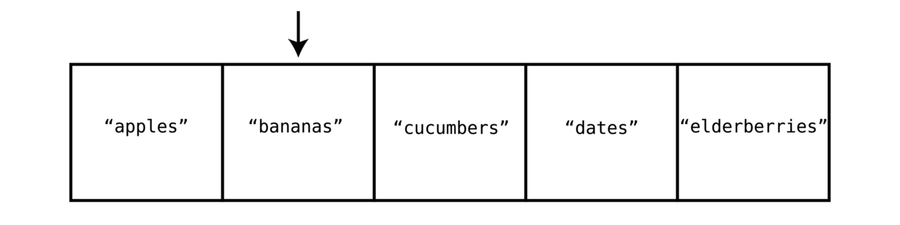 “apples” “bananas” “cucumbers” “dates” “elderberries”